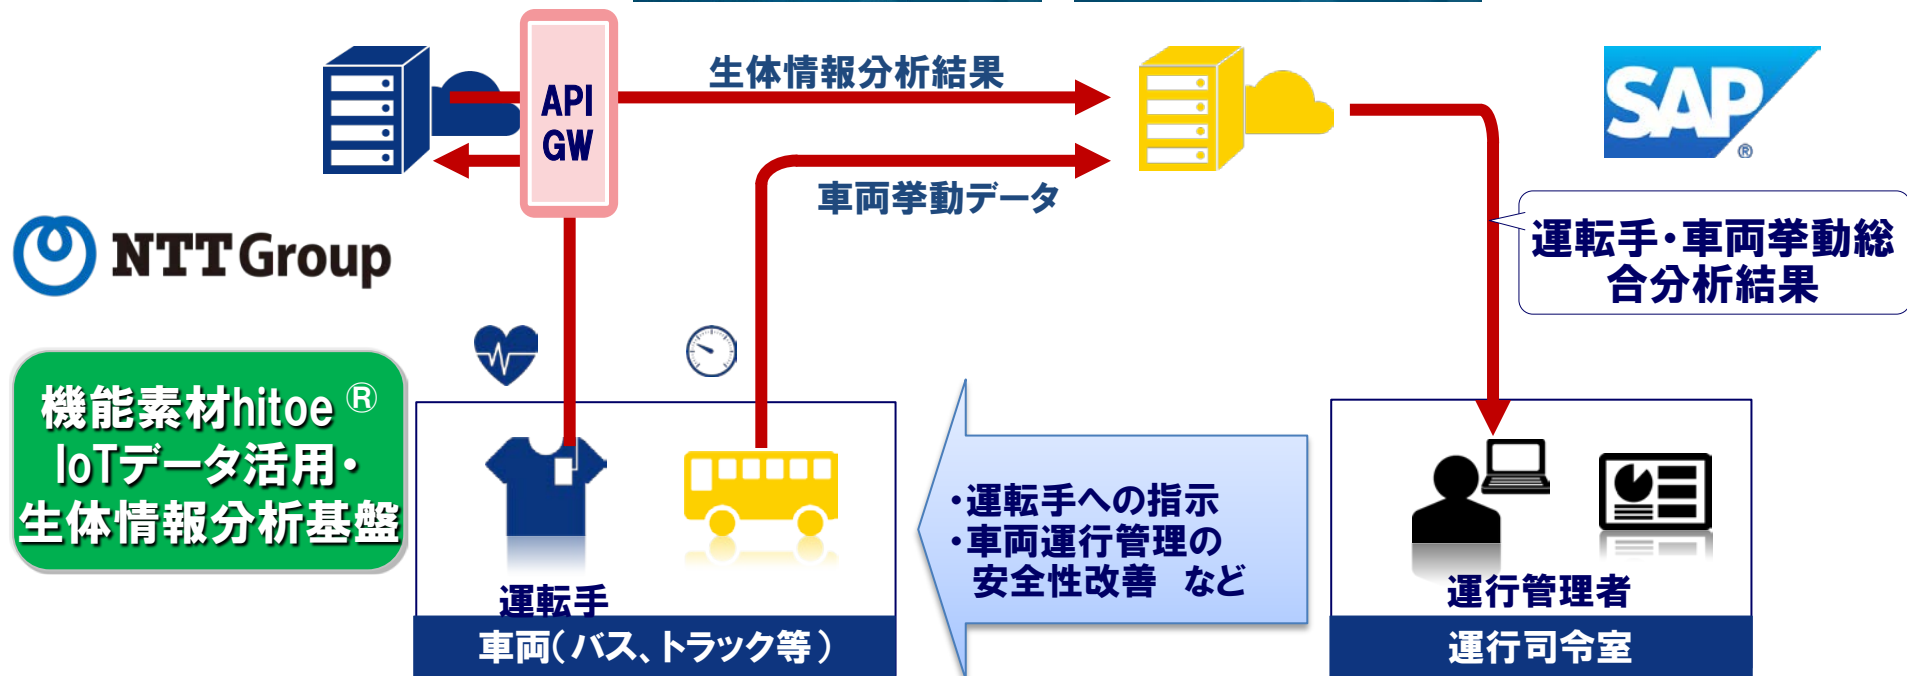 API
GW
生体情報分析結果
車両挙動データ
SAP
®
運転手・車両挙動総
合分析結果
NTT Group
機能素材hitoe ®
IoTデータ活用・
生体情報分析基盤
運転手
車両(バス、トラック等)
・運転手への指示
・車両運行管理の
安全性改善 など
運行管理者
運行司令室